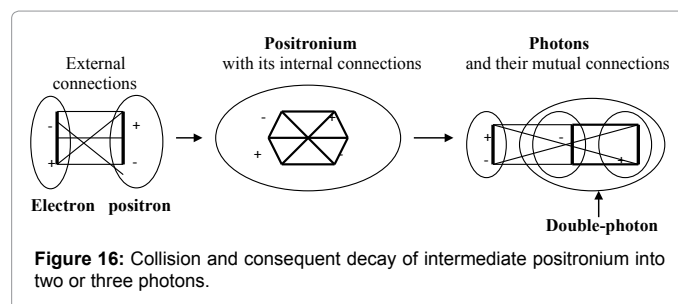 External
connections
Positronium
with its internal connections
Photons
and their mutual connections
-
+
+
-
-
+
+
-
+
-
-
+
Electron positron
Double-photon
Figure 16: Collision and consequent decay of intermediate positronium into
two or three photons.